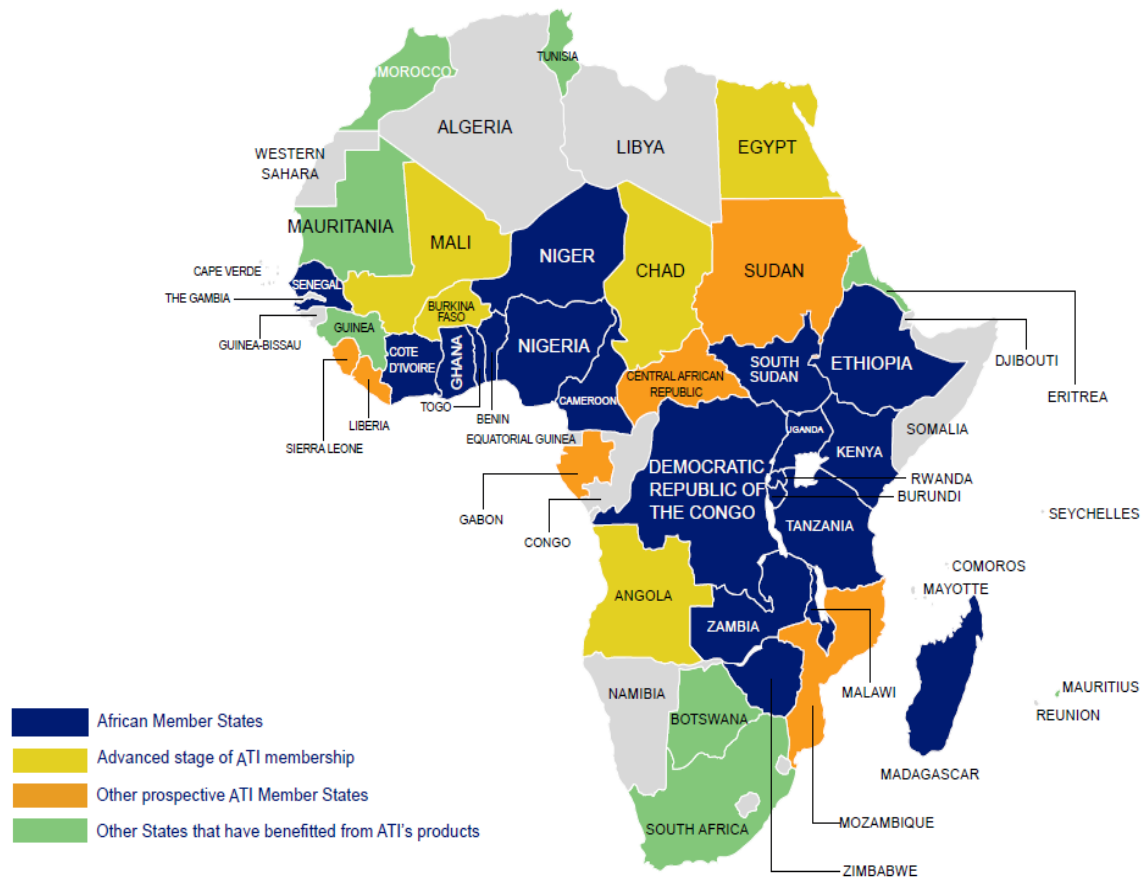 TUNISIA
MOROCCO
ALGERIA
LIBYA
EGYPT
WESTERN
SAHARA
MAURITANIA
MALI
NIGER
CHAD
SUDAN
CAPE VERDE
SENEGAL
THE GAMBIA
BURKINA
FASO
GUINEA
GUINEA-BISSAU
COTE
D'IVOIRE
GHANA
NIGERIA
SOUTH
SUDAN
ETHIOPIA
DJIBOUTI
ERITREA
CENTRAL AFRICAN
REPUBLIC
CAMEROON
TOGO
BENIN
LIBERIA
SIERRA LEONE
EQUATORIAL GUINEA
UGANDA
KENYA
SOMALIA
DEMOCRATIC
REPUBLIC OF
THE CONGO
RWANDA
BURUNDI
GABON
CONGO
TANZANIA
SEYCHELLES
COMOROS
MAYOTTE
ANGOLA
ZAMBIA
MALAWI
NAMIBIA
BOTSWANA
MAURITIUS
REUNION
MADAGASCAR
SOUTH AFRICA
MOZAMBIQUE
ZIMBABWE
African Member States
Advanced stage of ATI membership
Other prospective ATI Member States
Other States that have benefitted from ATI's products